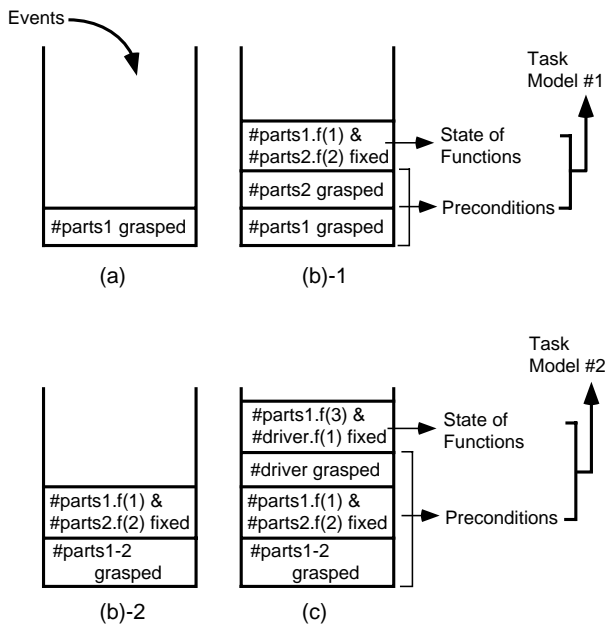 Events
Task
Model #1
#parts1.f(1) &
#parts2.f(2) fixed
State of
Functions
#parts2 grasped
Preconditions
#parts1 grasped
#parts1 grasped
(a)
(b)-1
Task
Model #2
#parts1.f(3) &
#driver.f(1) fixed
State of
Functions
#driver grasped
#parts1.f(1) &
#parts2.f(2) fixed
#parts1.f(1) &
#parts2.f(2) fixed
Preconditions
#parts1-2
grasped
#parts1-2
grasped
(b)-2
(c)